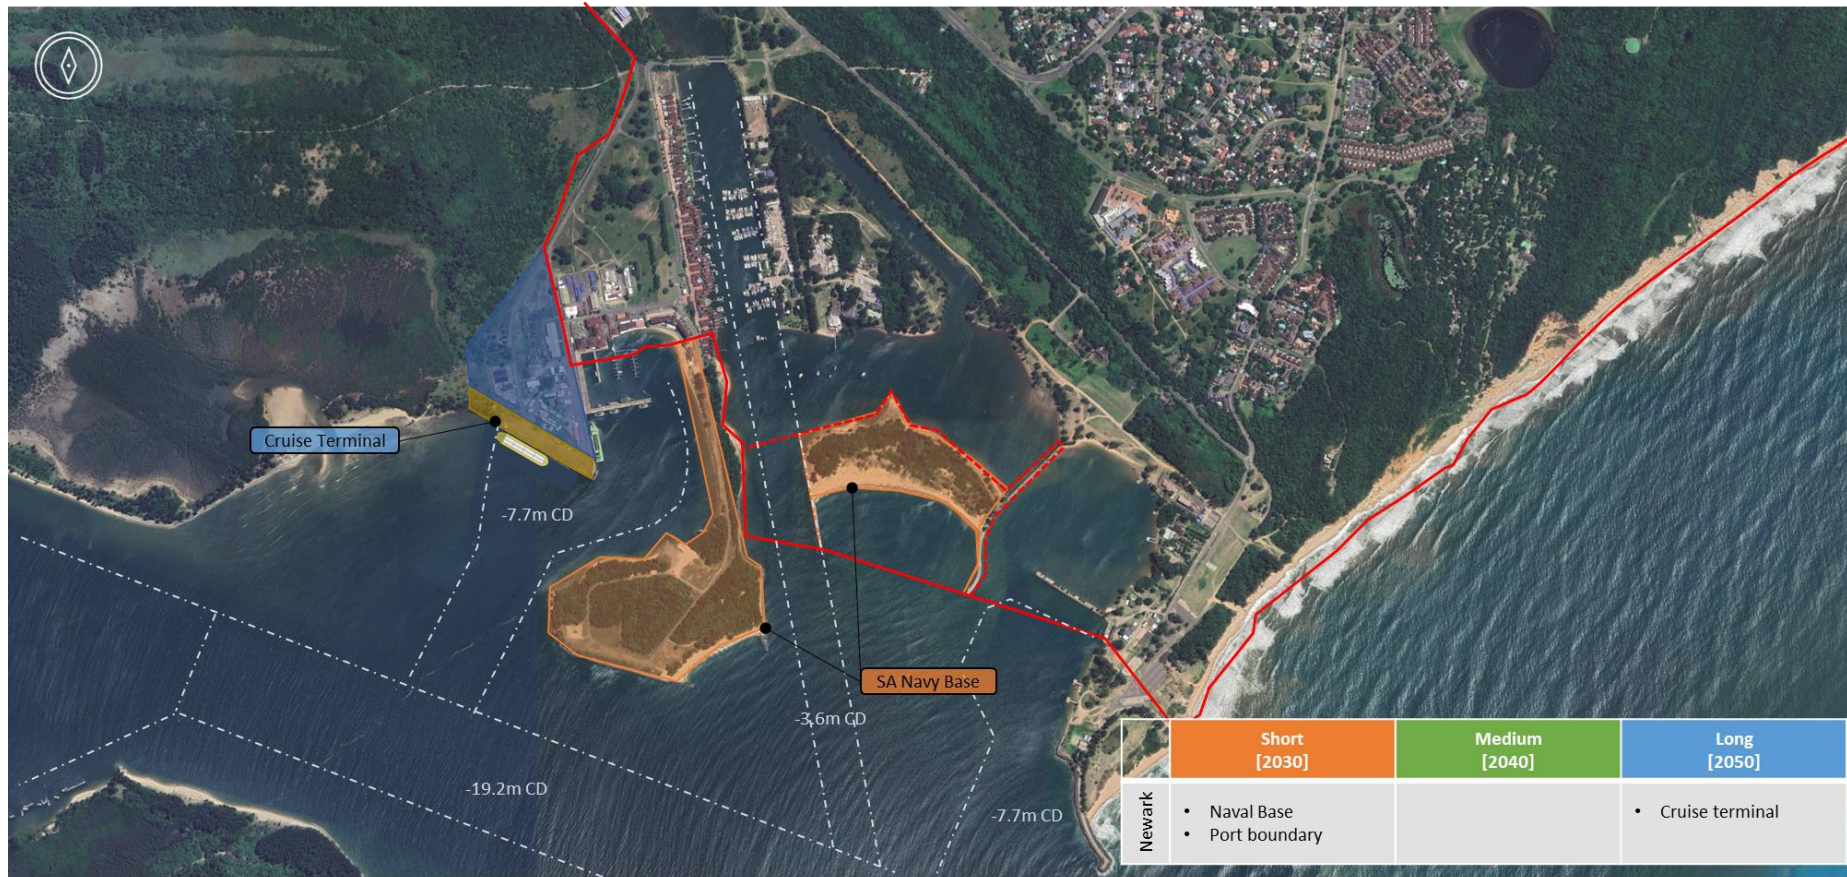 Cruise Terminal
-7.7m CD
SA Navy Base
-3.6m CD
-19.2m CD
-7.7m CD
Short
[2030]
Medium
[2040]
Long
[2050]
Newark
• Naval Base
• Port boundary
• Cruise terminal